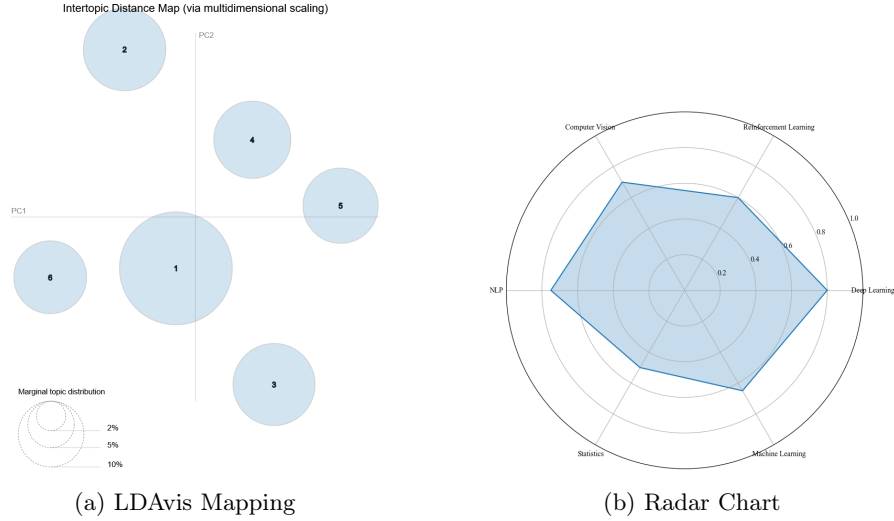 Intertopic Distance Map (via multidimensional scaling)
PC2
2
4
5
PC1
6
1
3
Marginal topic distribution
2%
5%
10%
Computer Vision
Reinforcement Learning
1.0
0.8
0.6
0.4
0.2
NLP
Deep Learning
Statistics
Machine Learning
(a) LDAvis Mapping
(b) Radar Chart